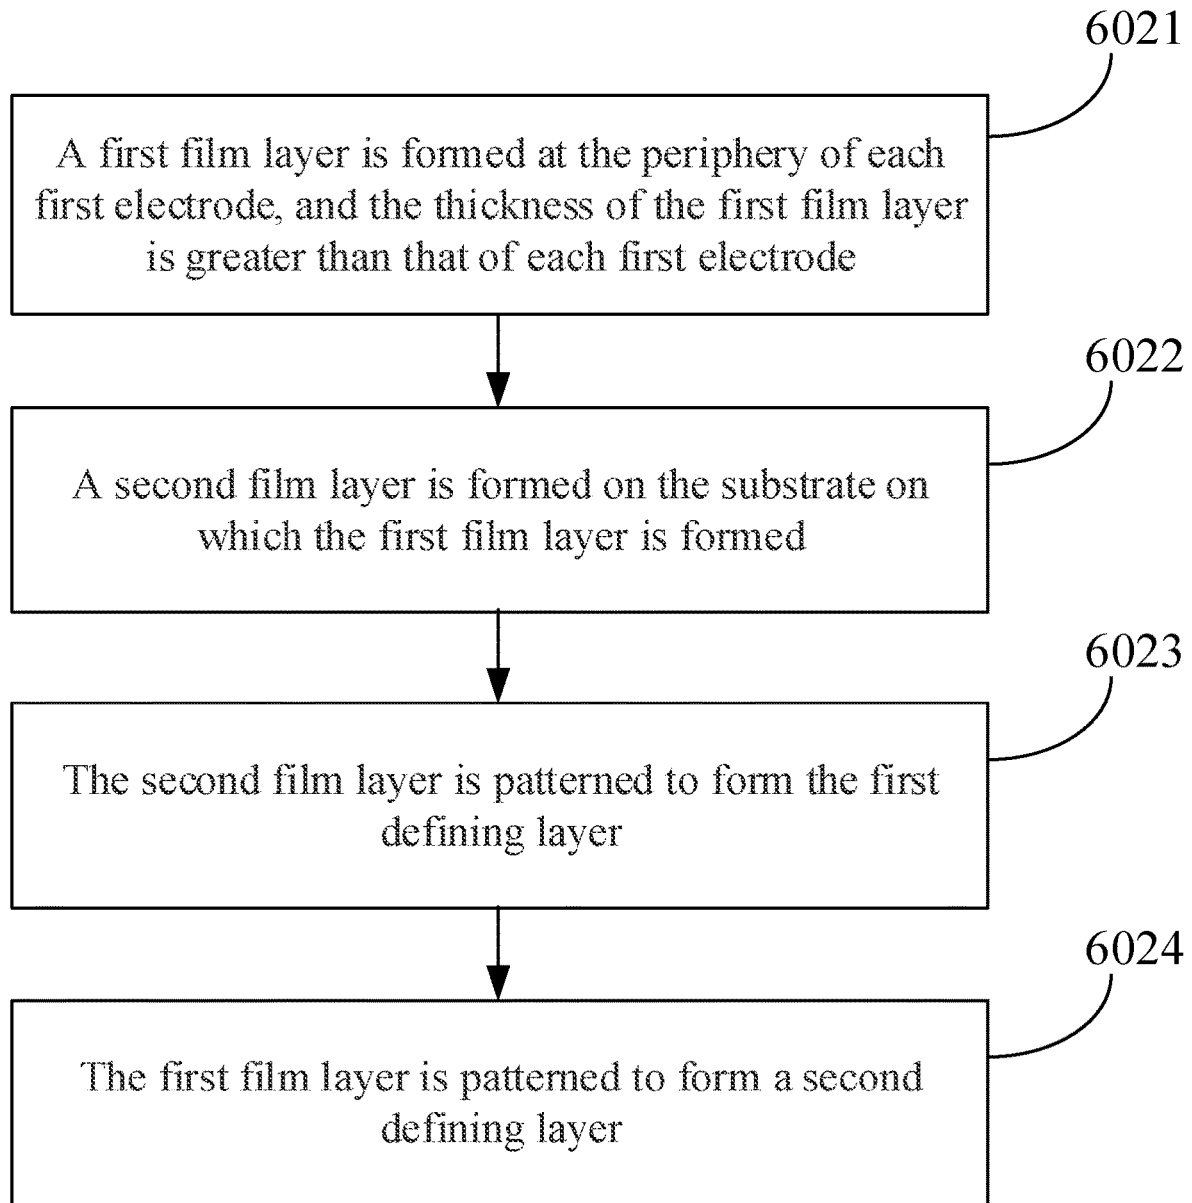 6021
A first film layer is formed at the periphery of each
first electrode, and the thickness of the first film layer
is greater than that of each first electrode
6022
A second film layer is formed on the substrate on
which the first film layer is formed
6023
The second film layer is patterned to form the first
defining layer
6024
The first film layer is patterned to form a second
defining layer